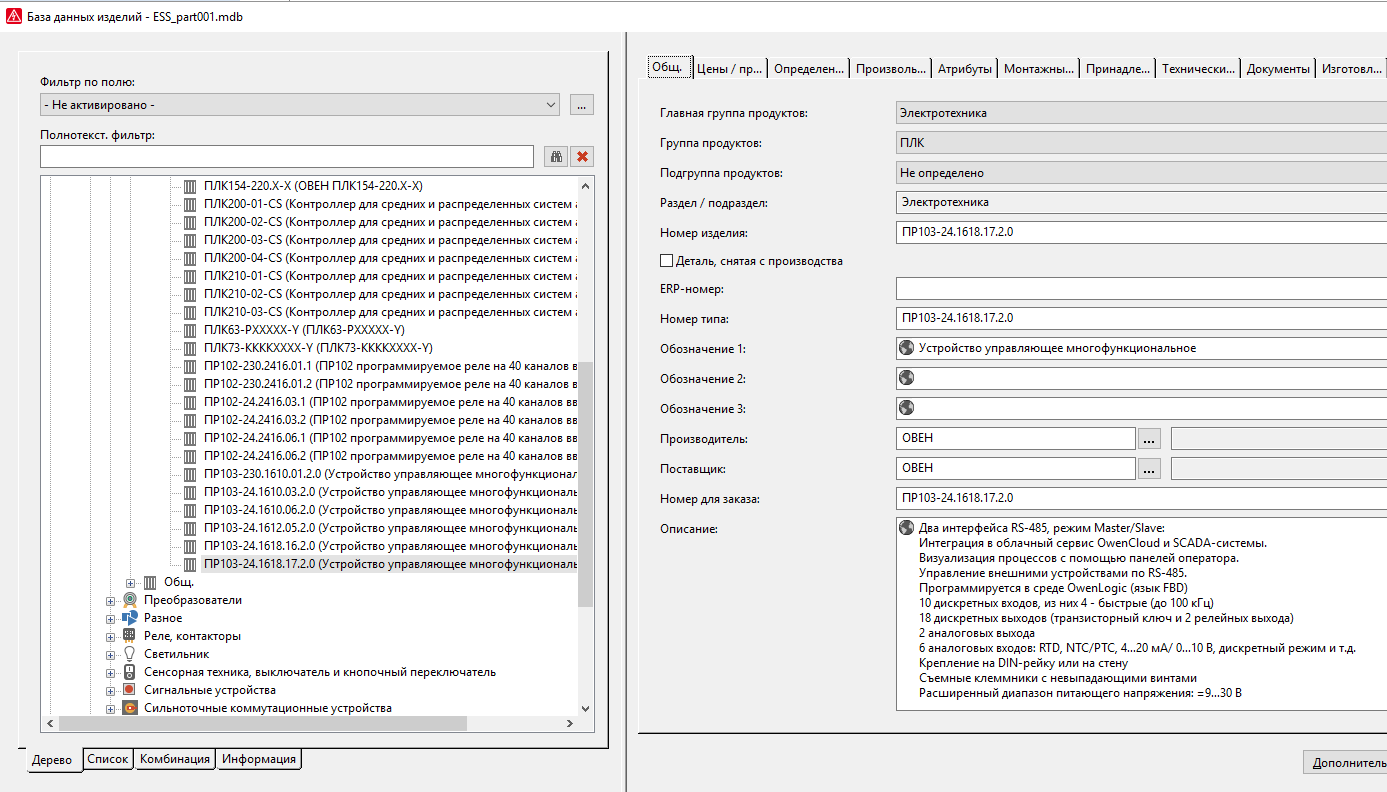 База данных изделий - ESS_part001.mdb
Фильтр по полю:
- Не активировано -
...
Полнотекст. фильтр:
ПЛК154-220.X-X (ОВЕН ПЛК154-220.X-X)
ПЛК200-01-CS (Контроллер для средних и распределенных систем а
ПЛК200-02-CS (Контроллер для средних и распределенных систем а
ПЛК200-03-CS (Контроллер для средних и распределенных систем а
ПЛК200-04-CS (Контроллер для средних и распределенных систем а
ПЛК210-01-CS (Контроллер для средних и распределенных систем а
ПЛК210-02-CS (Контроллер для средних и распределенных систем а
ПЛК210-03-CS (Контроллер для средних и распределенных систем а
ПЛК63-PXXXXX-Y (ПЛК63-PXXXXX-Y)
ПЛК73-KKKKXXXX-Y (ПЛК73-KKKKXXXX-Y)
ПР102-230.2416.01.1 (ПР102 программируемое реле на 40 каналов вв
ПР102-230.2416.01.2 (ПР102 программируемое реле на 40 каналов вв
ПР102-24.2416.03.1 (ПР102 программируемое реле на 40 каналов вв
ПР102-24.2416.03.2 (ПР102 программируемое реле на 40 каналов вв
ПР102-24.2416.06.1 (ПР102 программируемое реле на 40 каналов вв
ПР102-24.2416.06.2 (ПР102 программируемое реле на 40 каналов вв
ПР103-230.1610.01.2.0 (Устройство управляющее многофункционал
ПР103-24.1610.03.2.0 (Устройство управляющее многофункциональ
ПР103-24.1610.06.2.0 (Устройство управляющее многофункциональ
ПР103-24.1612.05.2.0 (Устройство управляющее многофункциональ
ПР103-24.1618.16.2.0 (Устройство управляющее многофункциональ
ПР103-24.1618.17.2.0 (Устройство управляющее многофункциональ
Общ.
Преобразователи
Разное
Реле, контакторы
Светильник
Сенсорная техника, выключатель и кнопочный переключатель
Сигнальные устройства
Сильноточные коммутационные устройства
Дерево Список Комбинация Информация
Общ. Цены / пр... Определен... Произволь... Атрибуты Монтажны... Принадле... Технически... Документы Изготовл...
Главная группа продуктов: Электротехника
Группа продуктов: ПЛК
Подгруппа продуктов: Не определено
Раздел / подраздел: Электротехника
Номер изделия: ПР103-24.1618.17.2.0
Деталь, снятая с производства
ERP-номер:
Номер типа: ПР103-24.1618.17.2.0
Обозначение 1: Устройство управляющее многофункциональное
Обозначение 2:
Обозначение 3:
Производитель: ОВЕН ...
Поставщик: ОВЕН ...
Номер для заказа: ПР103-24.1618.17.2.0
Описание: Два интерфейса RS-485, режим Master/Slave:
Интеграция в облачный сервис OwenCloud и SCADA-системы.
Визуализация процессов с помощью панелей оператора.
Управление внешними устройствами по RS-485.
Программируется в среде OwenLogic (язык FBD)
10 дискретных входов, из них 4 - быстрые (до 100 кГц)
18 дискретных выходов (транзисторный ключ и 2 релейных выхода)
2 аналоговых выхода
6 аналоговых входов: RTD, NTC/PTC, 4...20 мА/ 0...10 В, дискретный режим и т.д.
Крепление на DIN-рейку или на стену
Съемные клеммники с невыпадающими винтами
Расширенный диапазон питающего напряжения: =9...30 В
Дополнитель